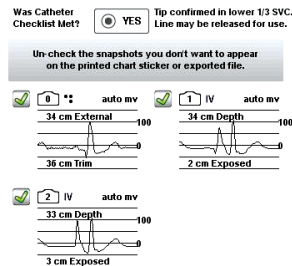 Was Catheter
Checklist Met?
YES
Tip confirmed in lower 1/3 SVC.
Line may be released for use.
Un-check the snapshots you don't want to appear
on the printed chart sticker or exported file.
0 auto mv
34 cm External
100
0
36 cm Trim
1 IV auto mv
34 cm Depth
100
0
2 cm Exposed
2 IV auto mv
33 cm Depth
100
0
3 cm Exposed